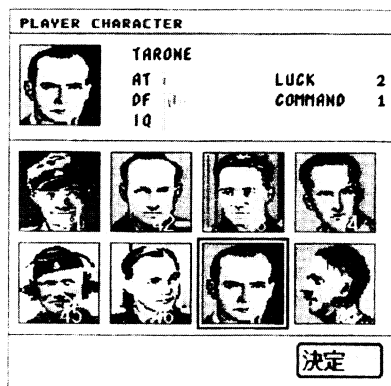 PLAYER CHARACTER
TARONE
AT LUCK 2
DF COMMAND 1
IQ
決定